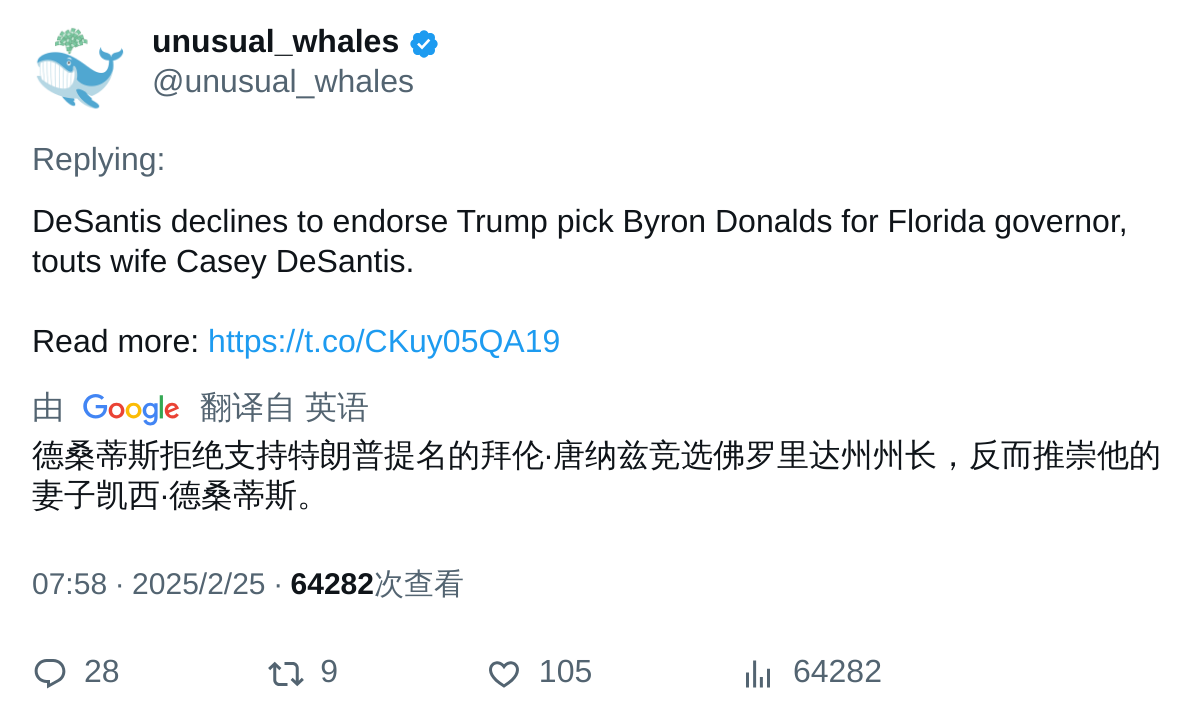 unusual_whales
@unusual_whales
Replying:
DeSantis declines to endorse Trump pick Byron Donalds for Florida governor,
touts wife Casey DeSantis.
Read more: https://t.co/CKuy05QA19
由 Google 翻译自 英语
德桑蒂斯拒绝支持特朗普提名的拜伦·唐纳兹竞选佛罗里达州州长，反而推崇他的
妻子凯西·德桑蒂斯。
07:58 · 2025/2/25 · 64282次查看
28 9 105 64282